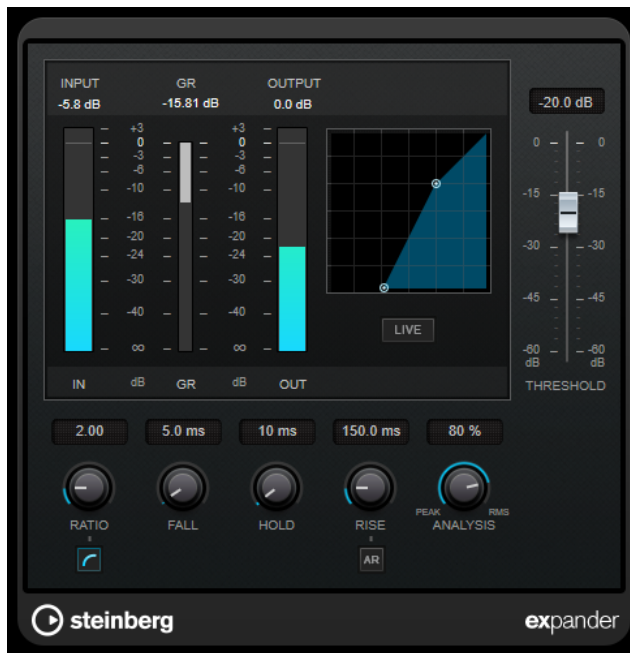 INPUT GR OUTPUT
-5.8 dB -15.81 dB 0.0 dB
-20.0 dB
+3 +3
0 0
-3 -3
-6 -6
-10 -10
-16 -16
-20 -20
-24 -24
-30 -30
-40 -40
∞ ∞
IN dB GR dB OUT
LIVE
0 0
-15 -15
-30 -30
-45 -45
-60 -60
dB dB
THRESHOLD
2.00 5.0 ms 10 ms 150.0 ms 80 %
PEAK RMS
RATIO FALL HOLD RISE ANALYSIS
AR
steinberg expander